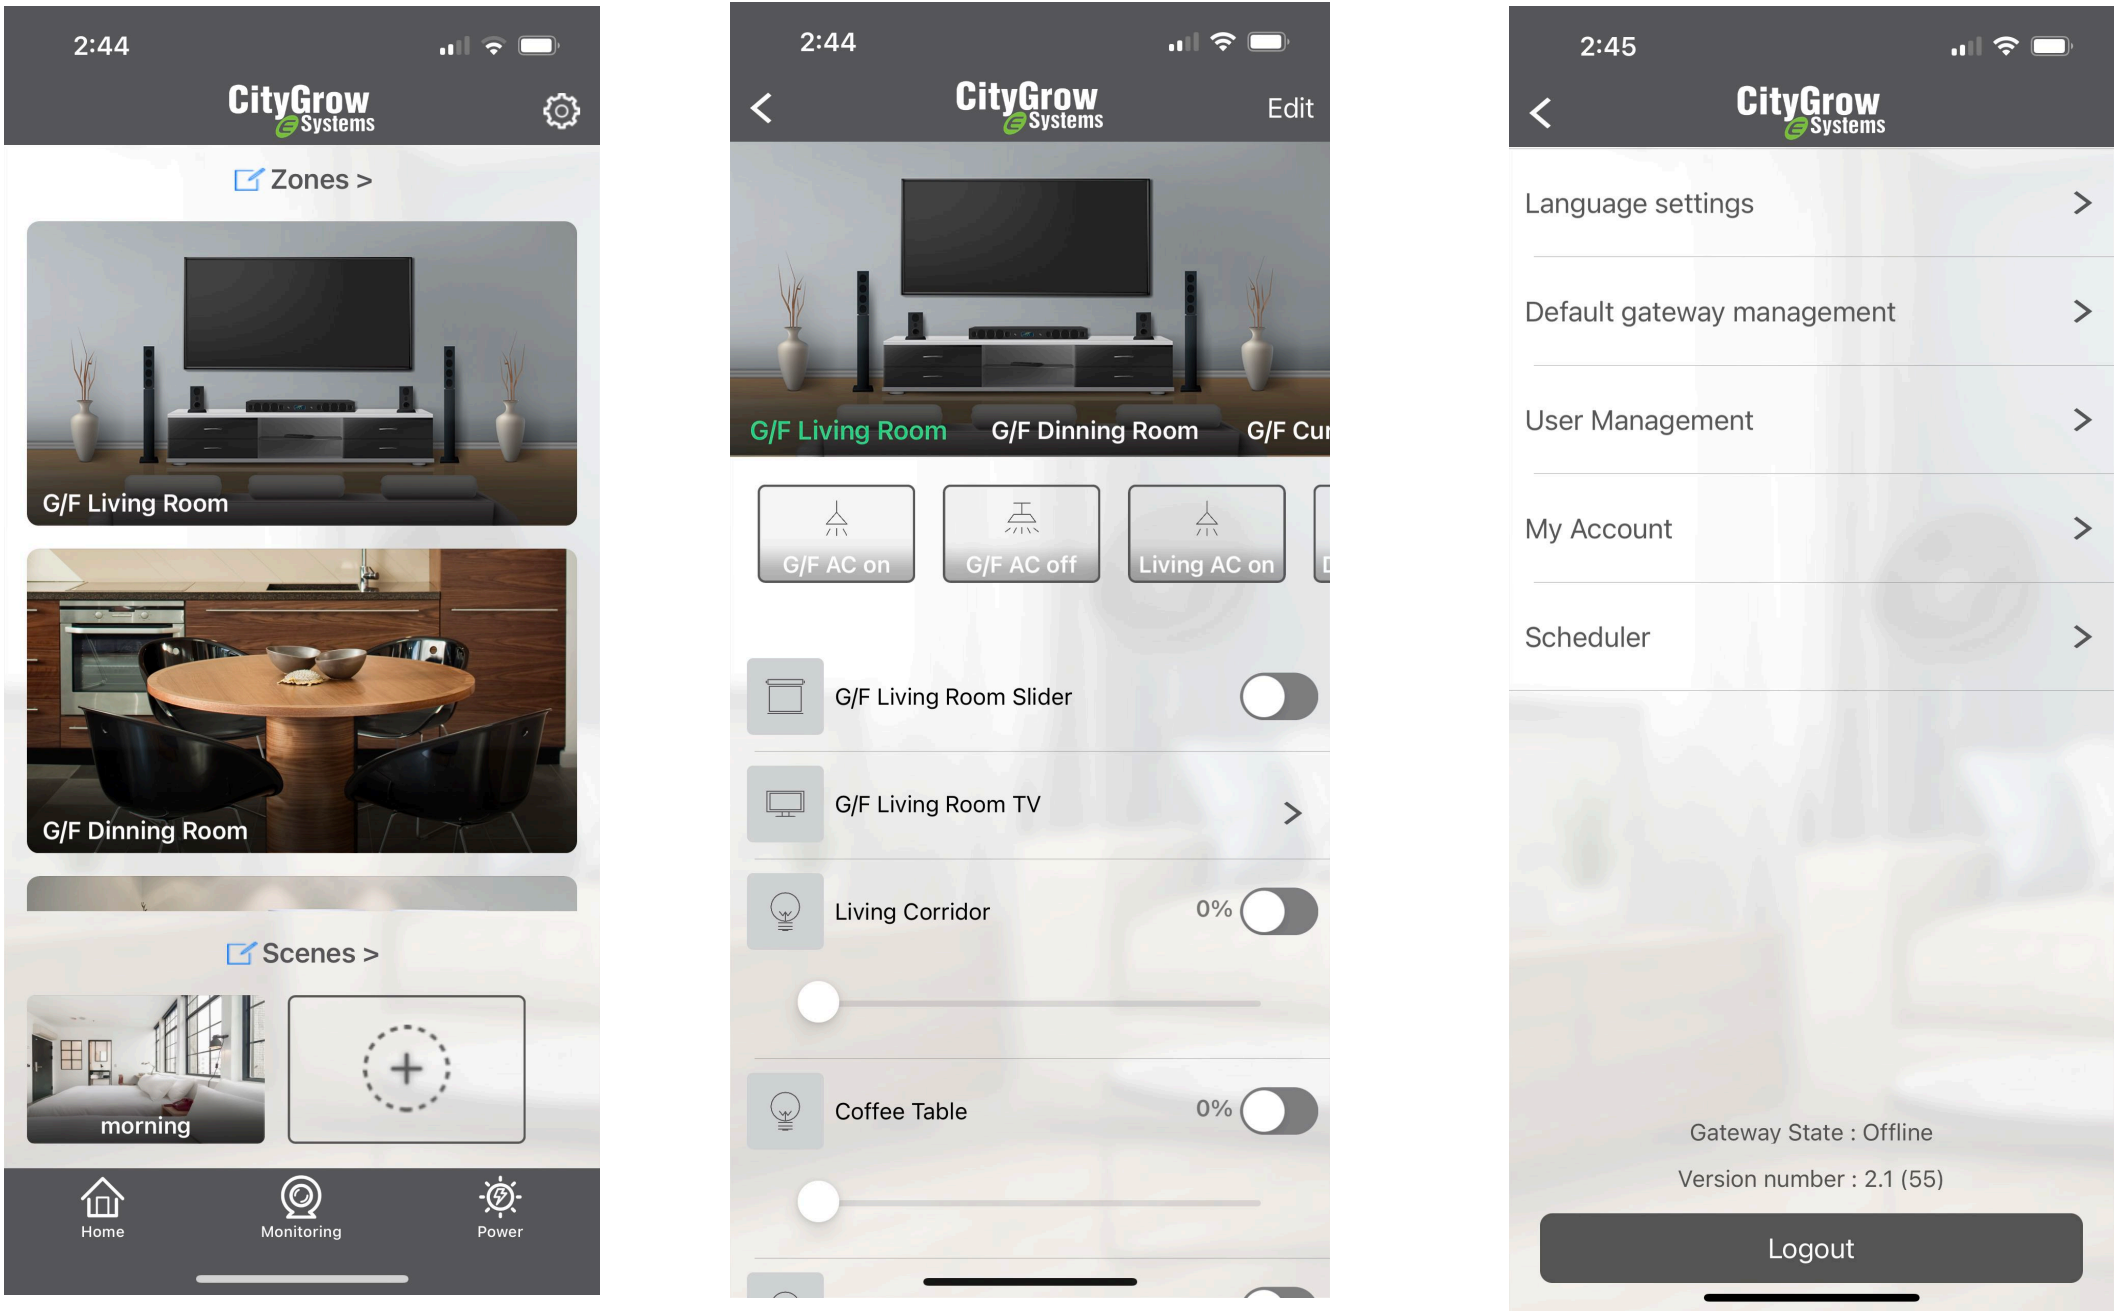 2:44
CityGrow
Systems
Zones >
G/F Living Room
G/F Dinning Room
Scenes >
morning
Home
Monitoring
Power
2:44
CityGrow
Systems
Edit
G/F Living Room
G/F Dinning Room
G/F Cur
G/F AC on
G/F AC off
Living AC on
G/F Living Room Slider
G/F Living Room TV
Living Corridor
0%
Coffee Table
0%
2:45
CityGrow
Systems
Language settings
Default gateway management
User Management
My Account
Scheduler
Gateway State : Offline
Version number : 2.1 (55)
Logout